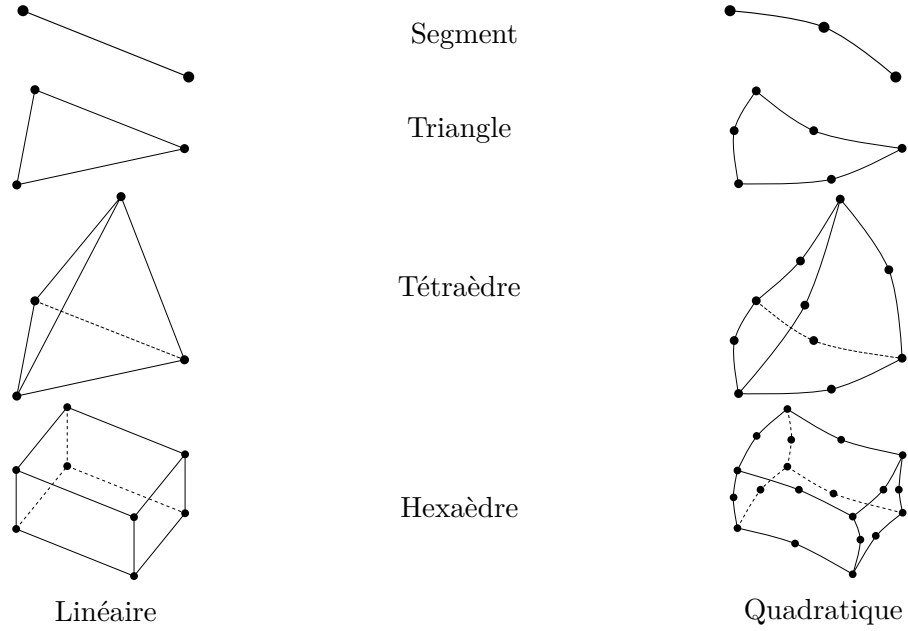 Segment
Triangle
Tétraèdre
Hexaèdre
Linéaire
Quadratique